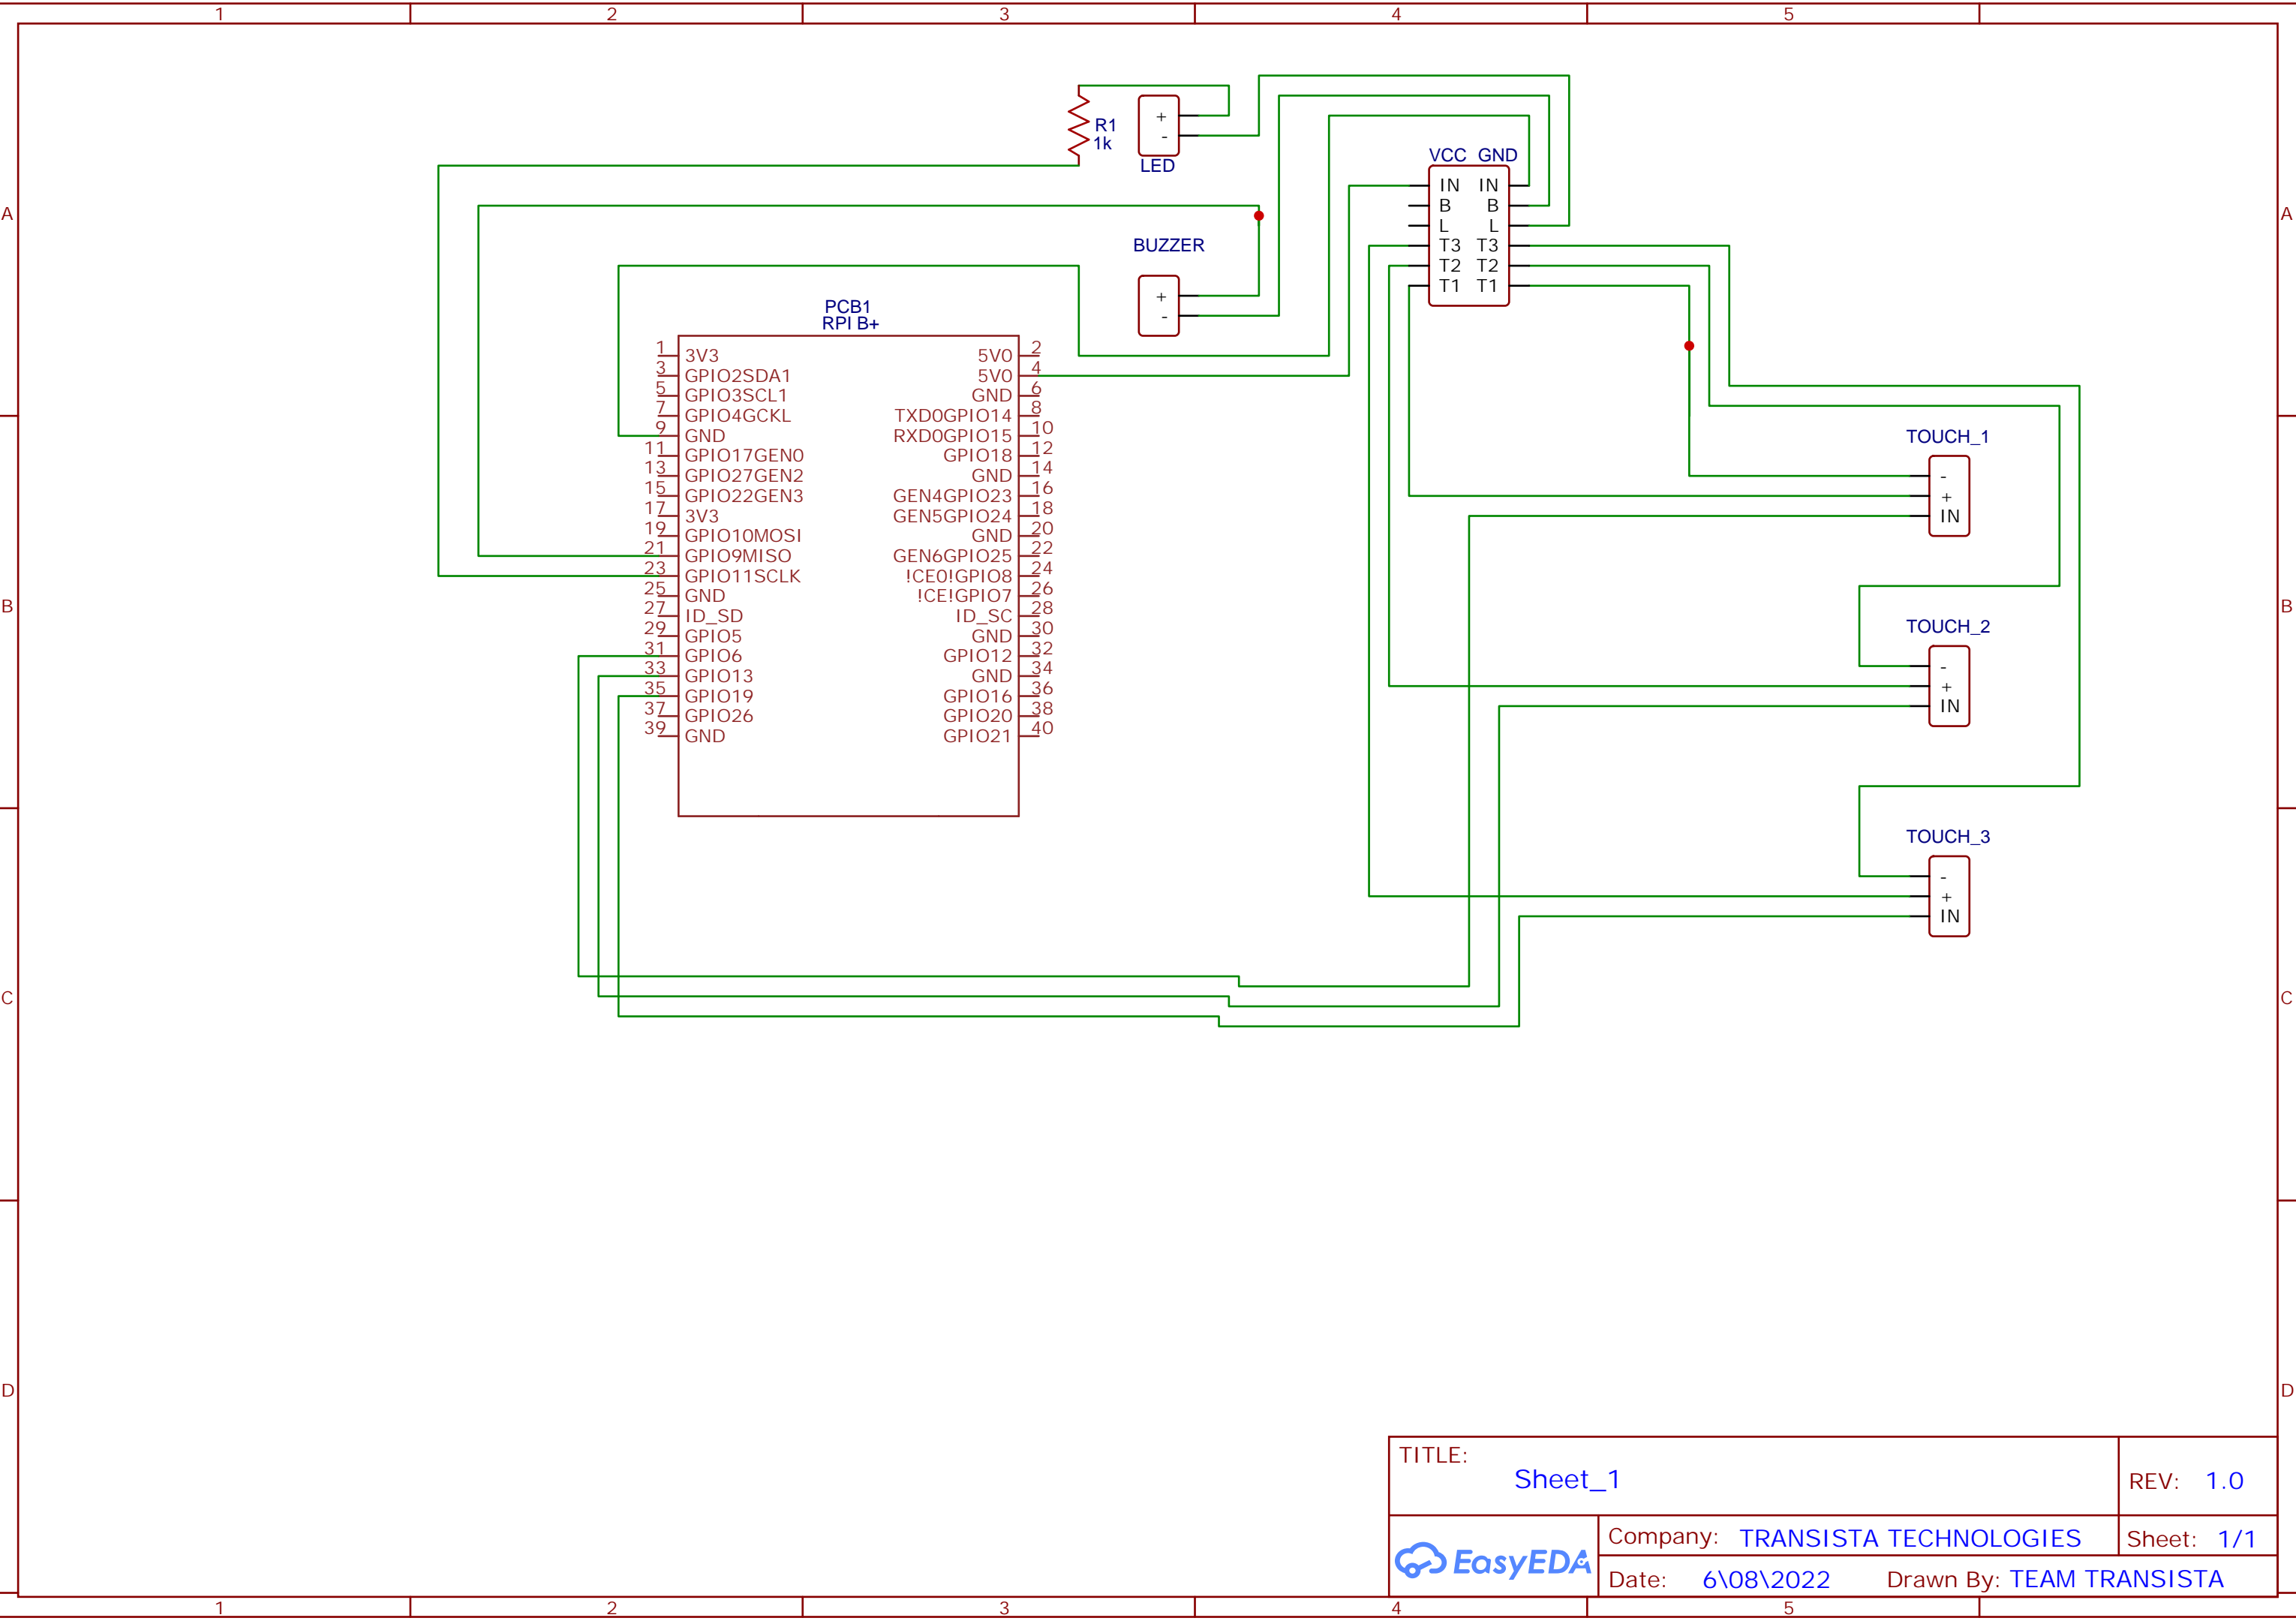 1 2 3 4 5
A A
B B
C C
D D
R1
1k
+
-
LED
BUZZER
+
-
VCC GND
IN IN
B B
L L
T3 T3
T2 T2
T1 T1
PCB1
RPI B+
1 3V3 5V0 2
3 GPIO2SDA1 5V0 4
5 GPIO3SCL1 GND 6
7 GPIO4GCKL TXD0GPIO14 8
9 GND RXD0GPIO15 10
11 GPIO17GEN0 GPIO18 12
13 GPIO27GEN2 GND 14
15 GPIO22GEN3 GEN4GPIO23 16
17 3V3 GEN5GPIO24 18
19 GPIO10MOSI GND 20
21 GPIO9MISO GEN6GPIO25 22
23 GPIO11SCLK !CE0!GPIO8 24
25 GND !CE!GPIO7 26
27 ID_SD ID_SC 28
29 GPIO5 GND 30
31 GPIO6 GPIO12 32
33 GPIO13 GND 34
35 GPIO19 GPIO16 36
37 GPIO26 GPIO20 38
39 GND GPIO21 40
TOUCH_1
-
+
IN
TOUCH_2
-
+
IN
TOUCH_3
-
+
IN
TITLE:
Sheet_1
REV: 1.0
EasyEDA
Company: TRANSISTA TECHNOLOGIES
Sheet: 1/1
Date: 6\08\2022
Drawn By: TEAM TRANSISTA
1 2 3 4 5